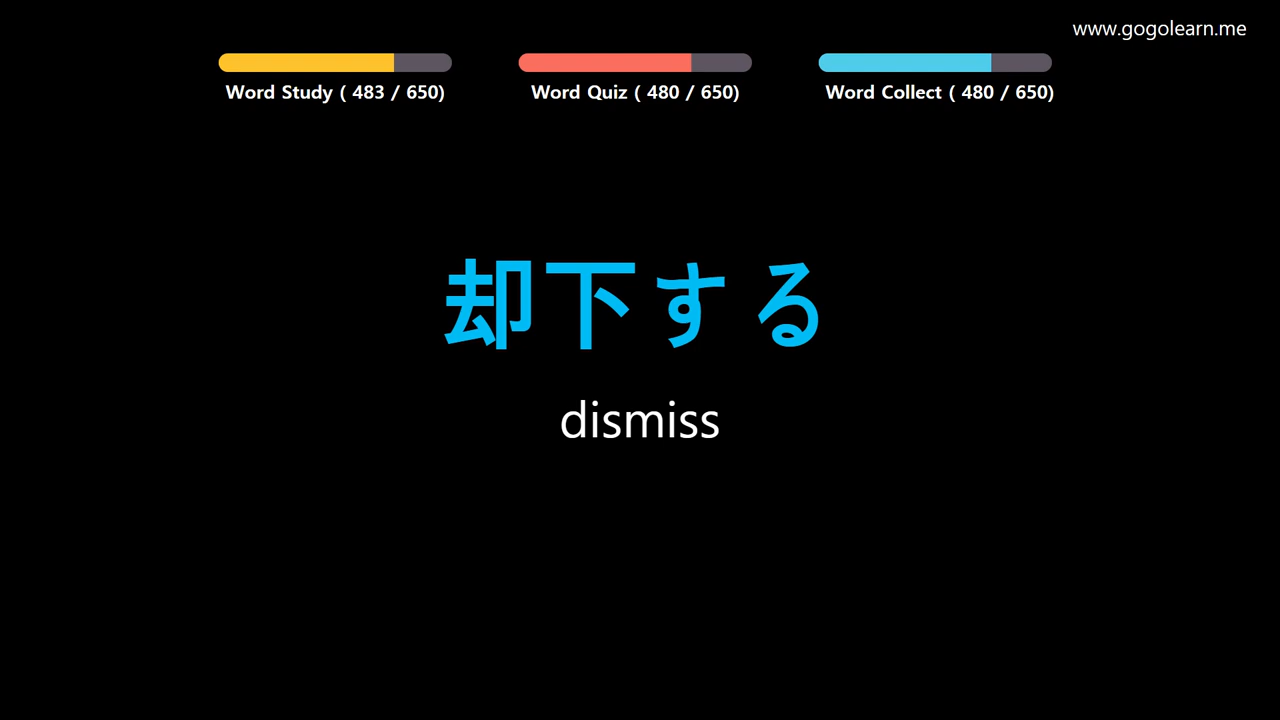 www.gogolearn.me
Word Study ( 483 / 650)
Word Quiz ( 480 / 650)
Word Collect ( 480 / 650)
却下する
dismiss